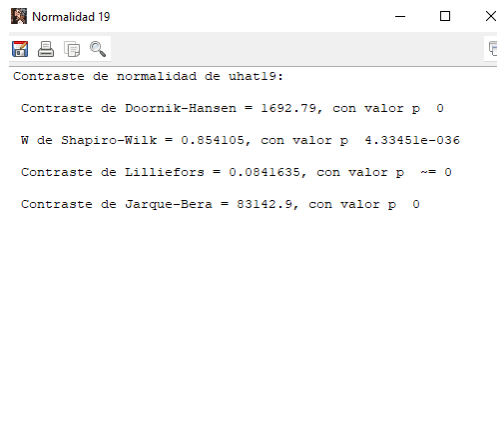 Normalidad 19
Contraste de normalidad de uhat19:
Contraste de Doornik-Hansen = 1692.79, con valor p 0
W de Shapiro-Wilk = 0.854105, con valor p 4.33451e-036
Contraste de Lilliefors = 0.0841635, con valor p ~= 0
Contraste de Jarque-Bera = 83142.9, con valor p 0